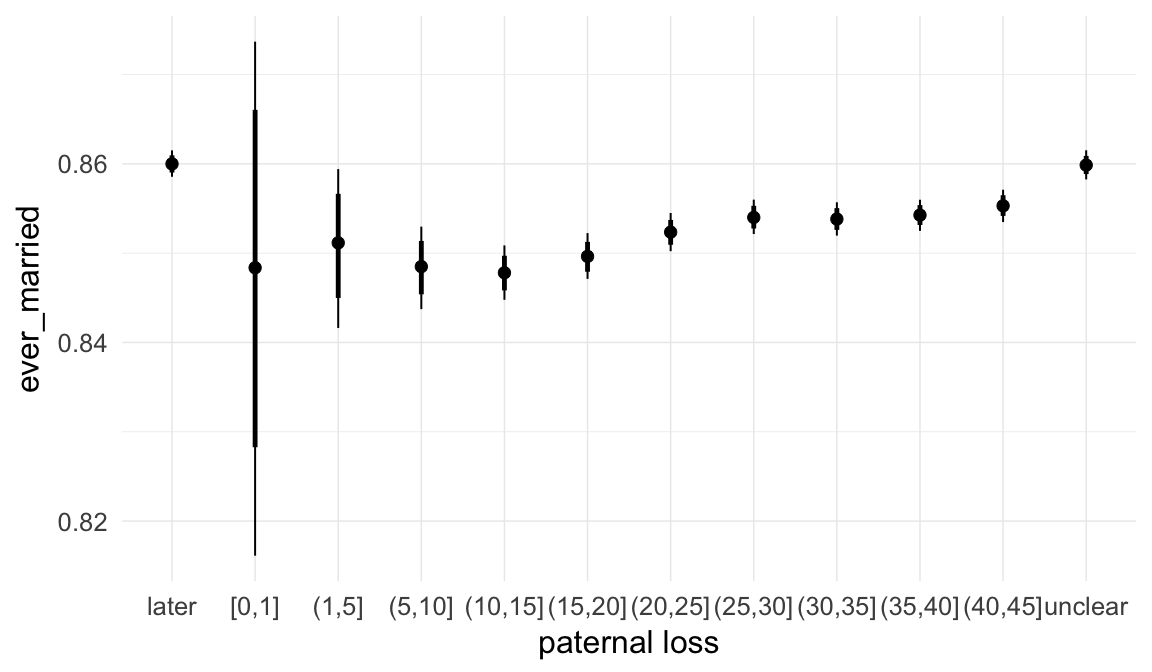 ever_married
0.86
0.84
0.82
later [0,1] (1,5] (5,10] (10,15] (15,20] (20,25] (25,30] (30,35] (35,40] (40,45] unclear
paternal loss